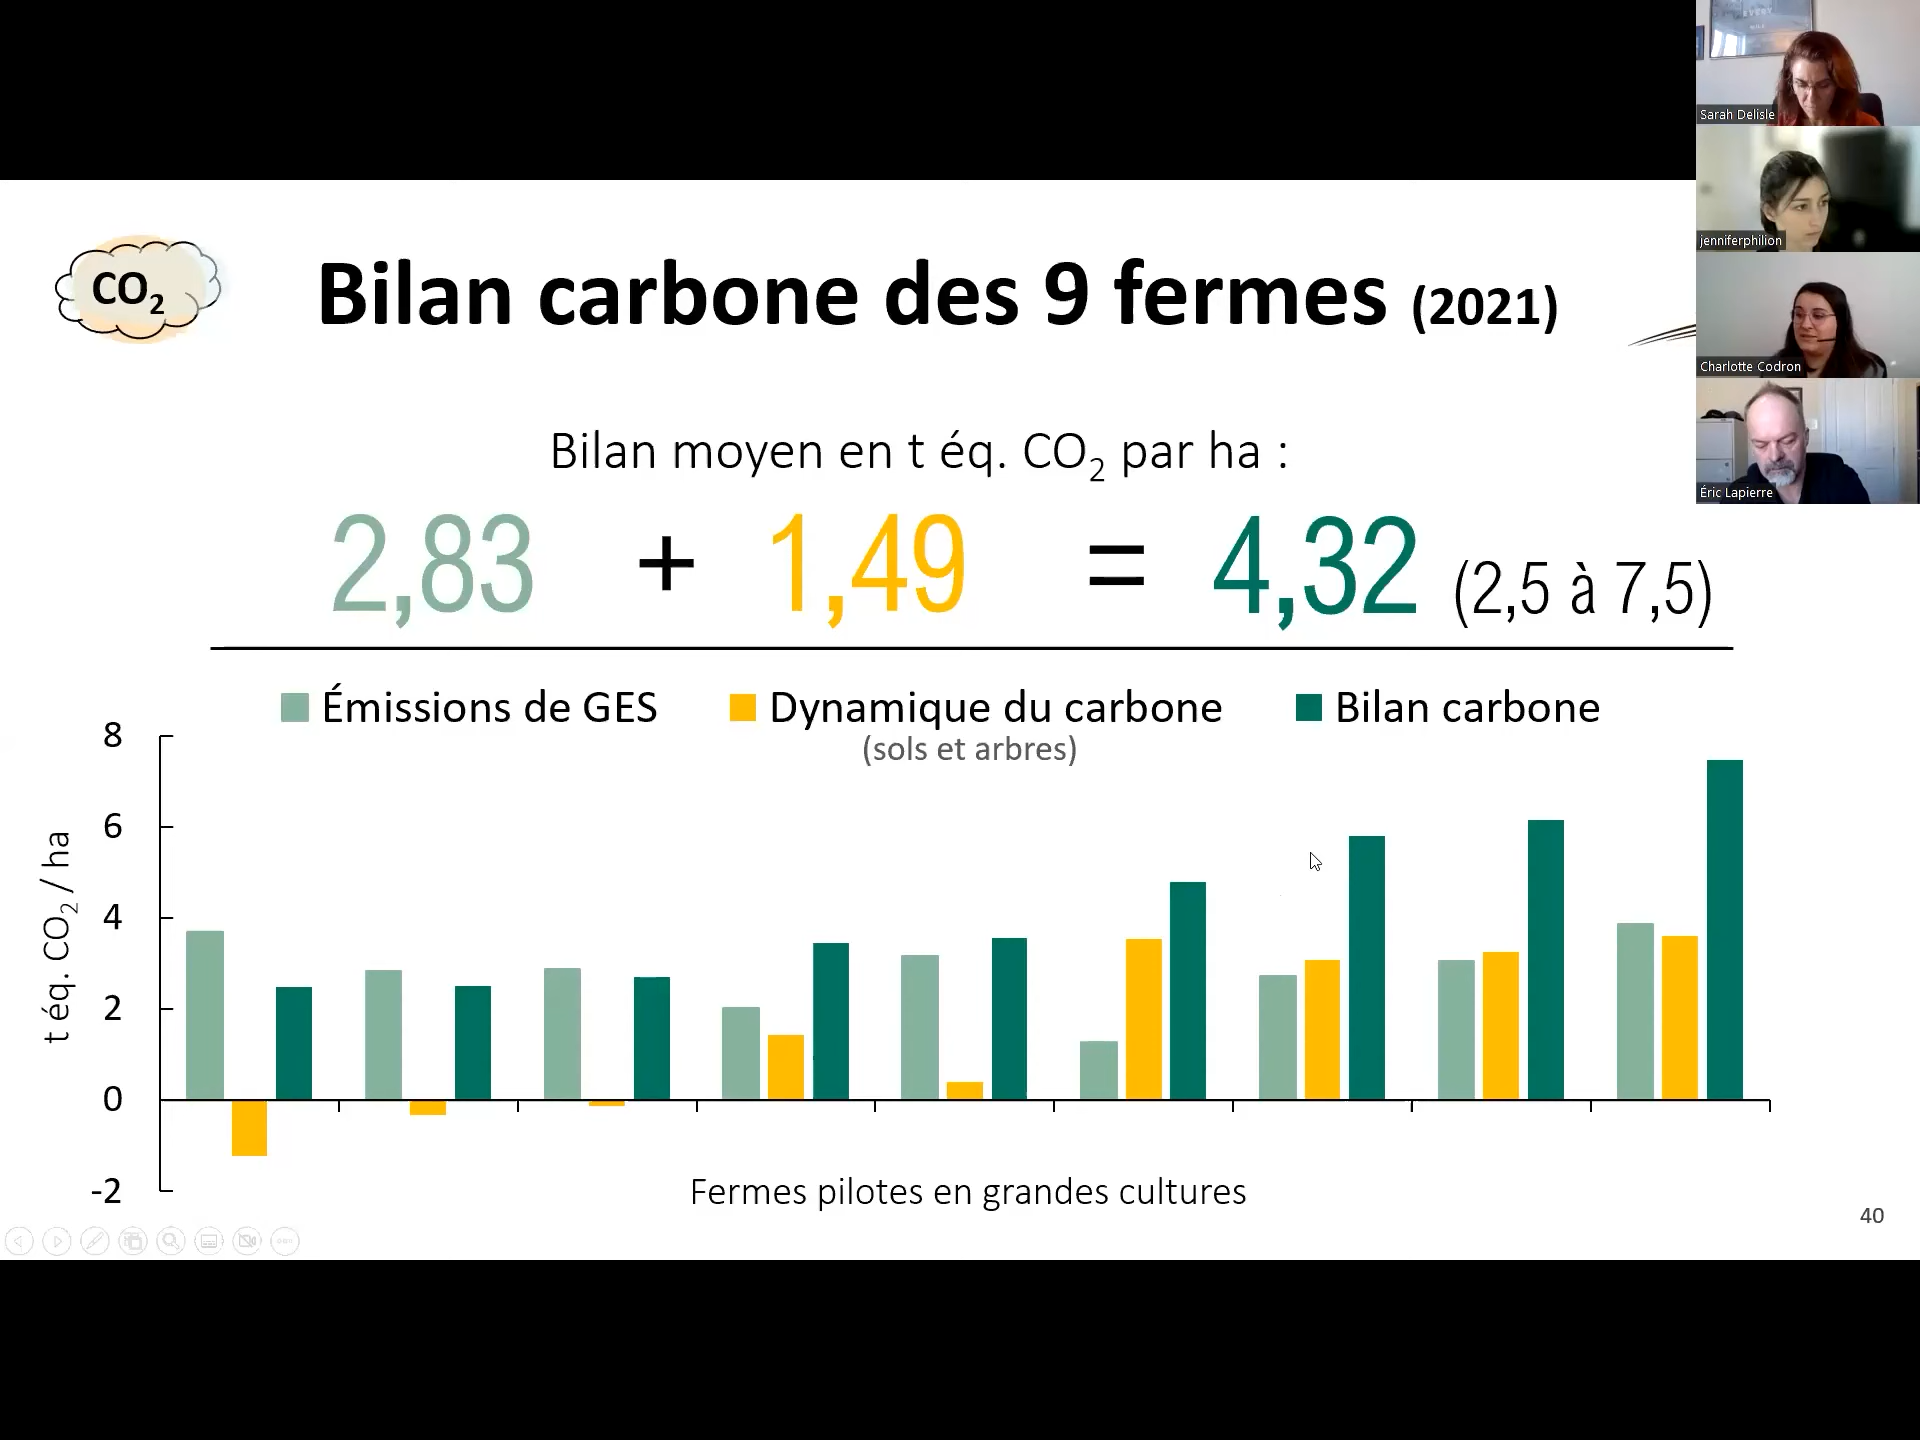 Sarah Delisle
jenniferphilion
Charlotte Codron
Éric Lapierre
CO₂
Bilan carbone des 9 fermes (2021)
Bilan moyen en t éq. CO₂ par ha :
2,83 + 1,49 = 4,32 (2,5 à 7,5)
Émissions de GES
Dynamique du carbone
(sols et arbres)
Bilan carbone
t éq. CO₂ / ha
8
6
4
2
0
-2
Fermes pilotes en grandes cultures
40